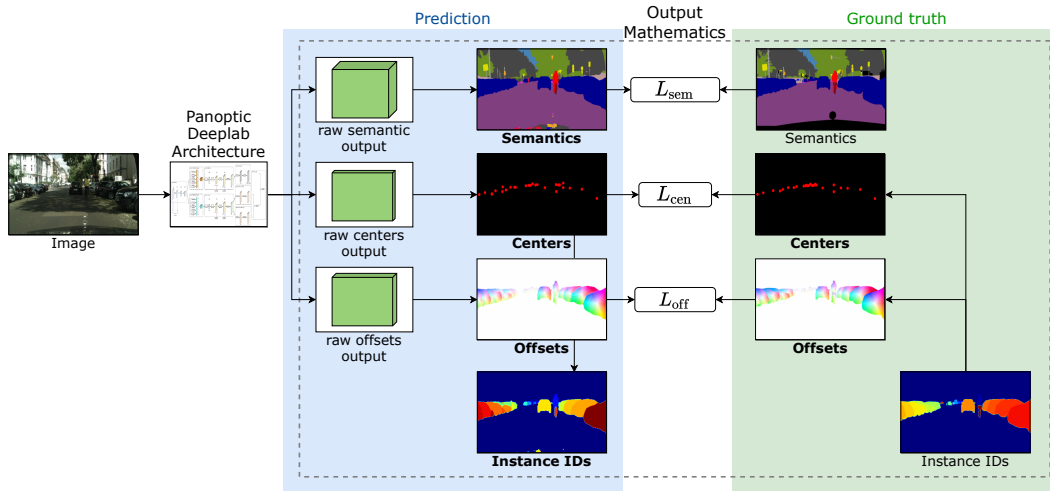 Prediction
Output
Mathematics
Ground truth
Panoptic
Deeplab
Architecture
Image
raw semantic
output
Semantics
L_sem
Semantics
raw centers
output
Centers
L_cen
Centers
raw offsets
output
Offsets
L_off
Offsets
Instance IDs
Instance IDs